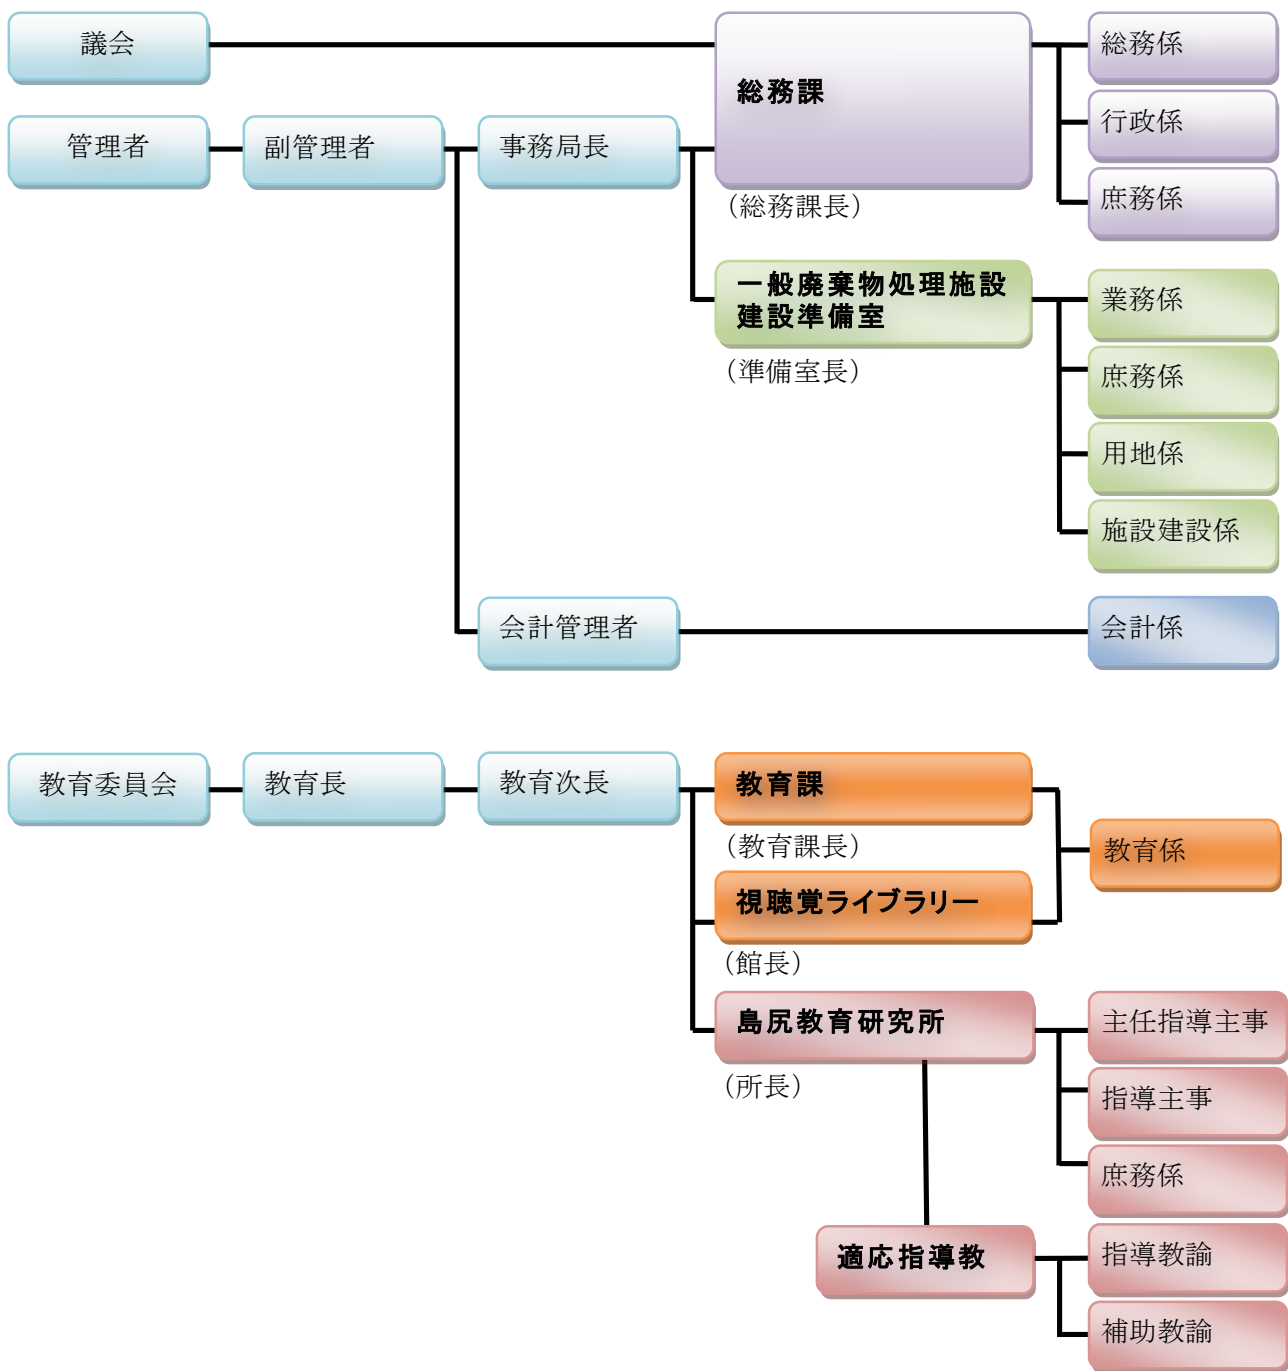 議会
総務課
総務係
行政係
管理者
副管理者
事務局長
(総務課長)
庶務係
一般廃棄物処理施設
建設準備室
(準備室長)
業務係
庶務係
用地係
施設建設係
会計管理者
会計係
教育委員会
教育長
教育次長
教育課
(教育課長)
教育係
視聴覚ライブラリー
(館長)
島尻教育研究所
(所長)
主任指導主事
指導主事
庶務係
適応指導教
指導教諭
補助教諭